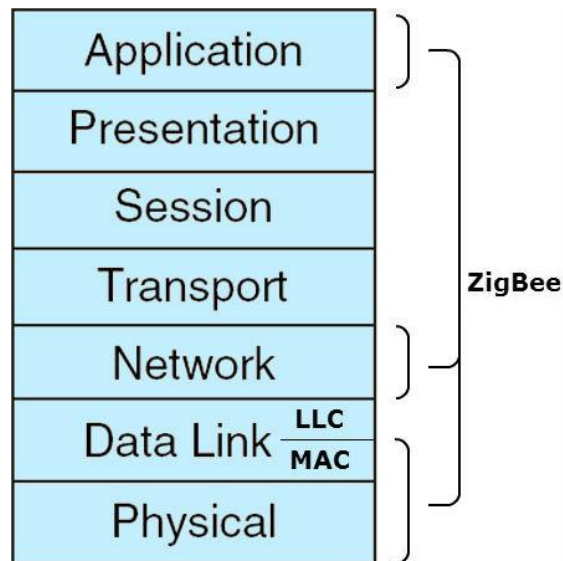 Application
Presentation
Session
Transport
ZigBee
Network
Data Link
LLC
MAC
Physical